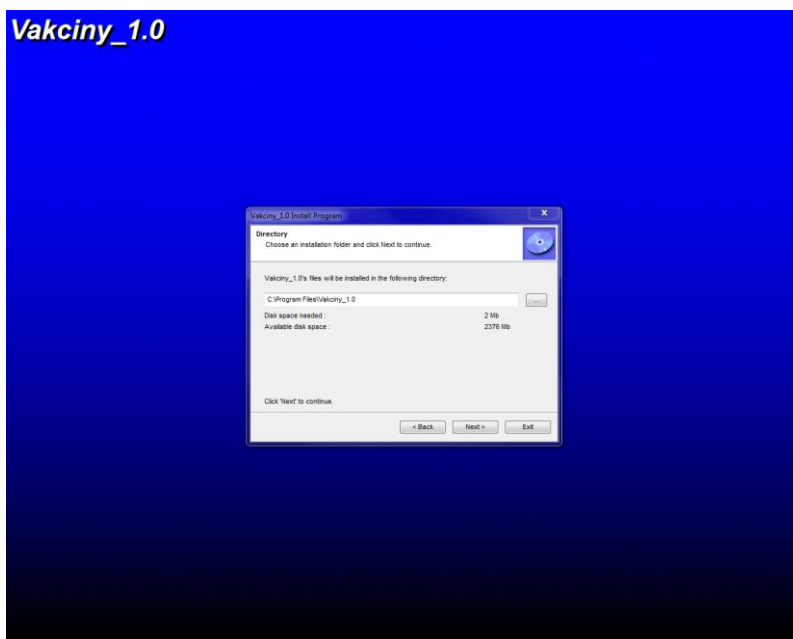 Vakciny_1.0
Vakciny_1.0 Install Program
X
Directory
Choose an installation folder and click Next to continue.
Vakciny_1.0's files will be installed in the following directory:
C:\Program Files\Vakciny_1.0
...
Disk space needed : 2 Mb
Available disk space : 2376 Mb
Click 'Next' to continue.
< Back Next > Exit